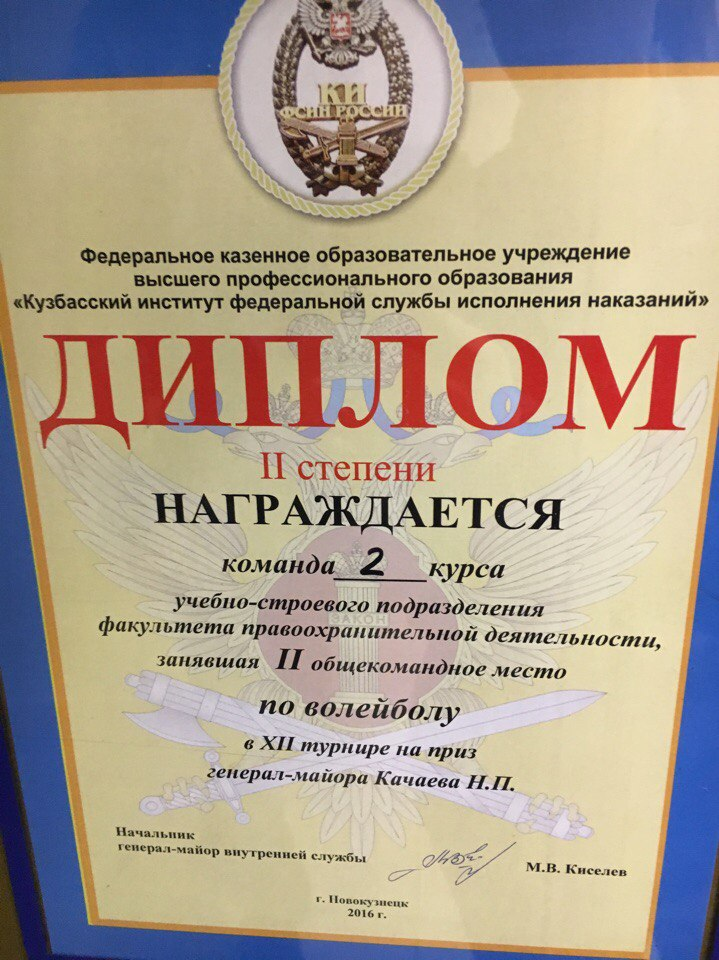 КИ
ФСИН РОССИИ
Федеральное казенное образовательное учреждение
высшего профессионального образования
«Кузбасский институт федеральной службы исполнения наказаний»
ДИПЛОМ
II степени
НАГРАЖДАЕТСЯ
команда 2 курса
учебно-строевого подразделения
факультета правоохранительной деятельности,
ЗАКОН
занявшая II общекомандное место
по волейболу
в XII турнире на приз
генерал-майора Качаева Н.П.
Начальник
генерал-майор внутренней службы
М.В. Киселев
г. Новокузнецк
2016 г.